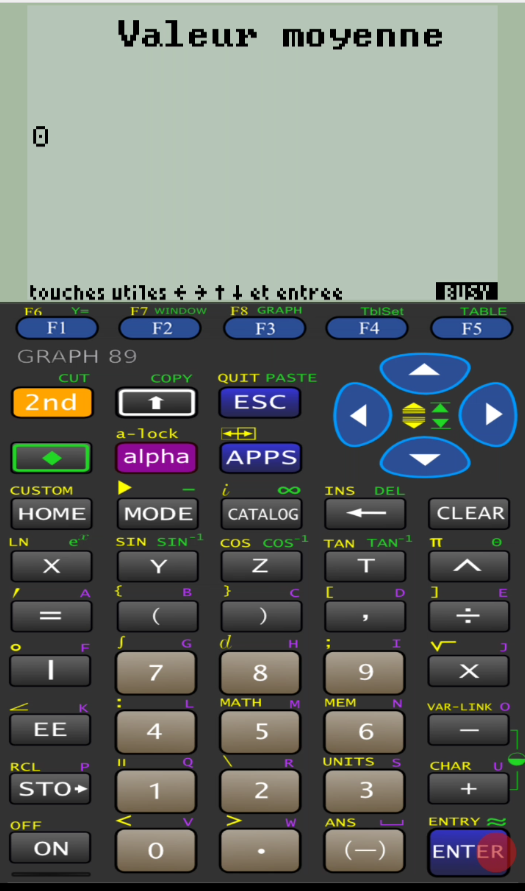 Valeur moyenne
0
touches utiles ← → ↑ ↓ et entree BUSY
F6 Y= F7 WINDOW F8 GRAPH TblSet TABLE
F1 F2 F3 F4 F5
GRAPH 89
CUT COPY QUIT PASTE
2nd ESC
a-lock
alpha APPS
CUSTOM ► — i ∞ INS DEL
HOME MODE CATALOG ← CLEAR
LN eˣ SIN SIN⁻¹ COS COS⁻¹ TAN TAN⁻¹ π θ
X Y Z T ^
′ A { B } C [ D ] E
= ( ) , ÷
° F ∫ G d H ; I √ J
| 7 8 9 ×
∠ K : L MATH M MEM N VAR-LINK O
EE 4 5 6 −
RCL P " Q \ R UNITS S CHAR U
STO► 1 2 3 +
OFF < V > W ANS ENTRY ≈
ON 0 . (—) ENTER